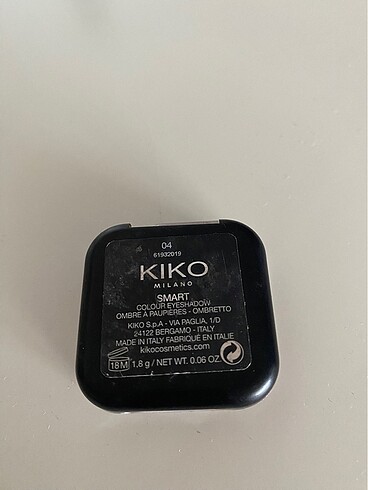 04
61932019
KIKO
MILANO
SMART
COLOUR EYESHADOW
OMBRE À PAUPIÈRES - OMBRETTO
KIKO S.p.A - VIA PAGLIA, 1/D
24122 BERGAMO - ITALY
MADE IN ITALY FABRIQUÉ EN ITALIE
kikocosmetics.com
18M 1,8 g / NET WT. 0.06 OZ.